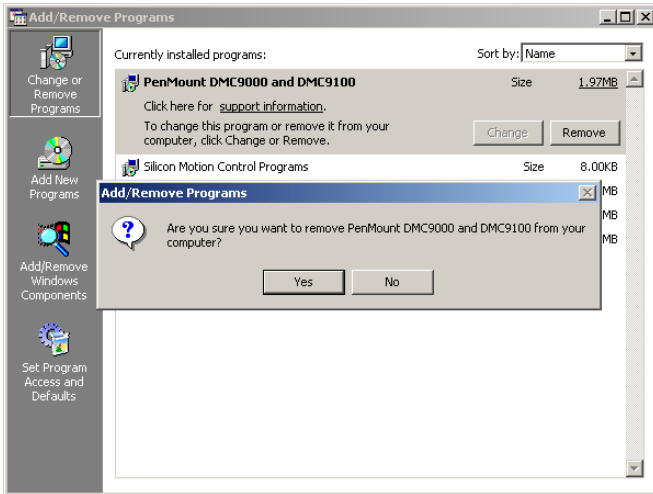 Add/Remove Programs
Change or
Remove
Programs
Add New
Programs
Add/Remove
Windows
Components
Set Program
Access and
Defaults
Currently installed programs:
Sort by: Name
PenMount DMC9000 and DMC9100 Size 1.97MB
Click here for support information.
To change this program or remove it from your
computer, click Change or Remove.
Change Remove
Silicon Motion Control Programs Size 8.00KB
MB
MB
MB
Add/Remove Programs
Are you sure you want to remove PenMount DMC9000 and DMC9100 from your
computer?
Yes No